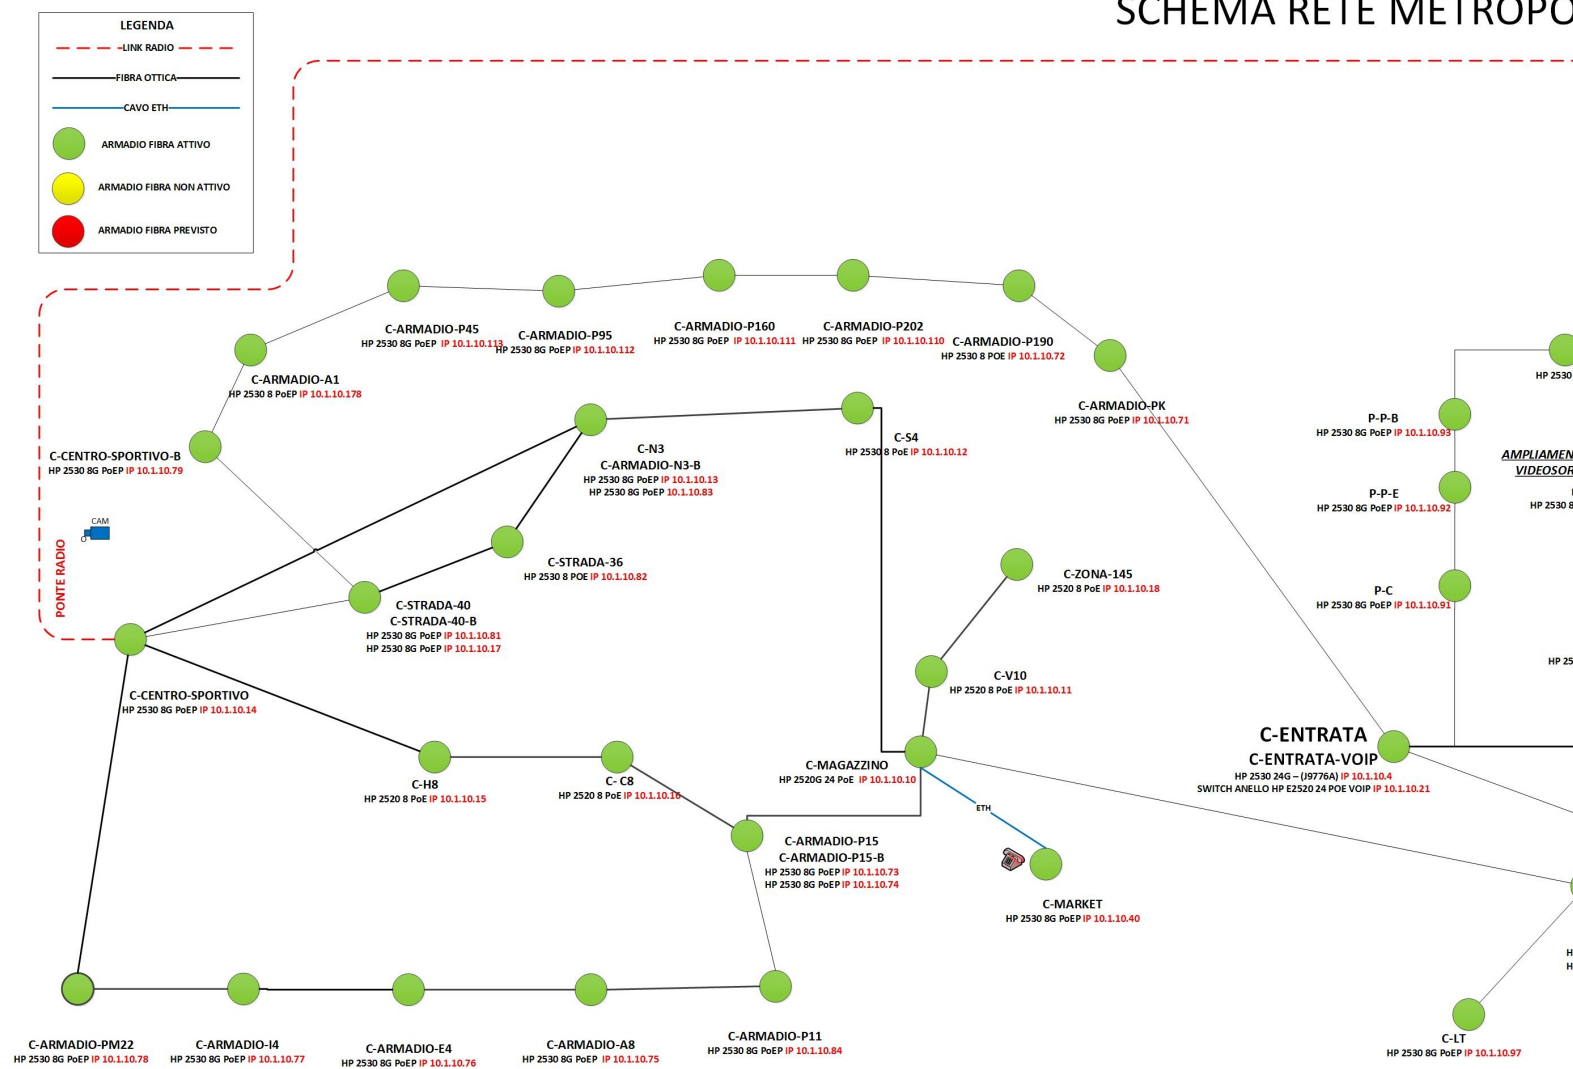 SCHEMA RETE METROPO
LEGENDA
LINK RADIO
FIBRA OTTICA
CAVO ETH
ARMADIO FIBRA ATTIVO
ARMADIO FIBRA NON ATTIVO
ARMADIO FIBRA PREVISTO
C-ARMADIO-P45
HP 2530 8G PoEP IP 10.1.10.113
C-ARMADIO-P95
HP 2530 8G PoEP IP 10.1.10.112
C-ARMADIO-P160
HP 2530 8G PoEP IP 10.1.10.111
C-ARMADIO-P202
HP 2530 8G PoEP IP 10.1.10.110
C-ARMADIO-P190
HP 2530 8 POE IP 10.1.10.72
C-ARMADIO-A1
HP 2530 8 PoEP IP 10.1.10.178
C-ARMADIO-PK
HP 2530 8G PoEP IP 10.1.10.71
HP 2530
P-P-B
HP 2530 8G PoEP IP 10.1.10.93
C-CENTRO-SPORTIVO-B
HP 2530 8G PoEP IP 10.1.10.79
C-N3
C-ARMADIO-N3-B
HP 2530 8G PoEP IP 10.1.10.13
HP 2530 8G PoEP 10.1.10.83
C-S4
HP 2530 8 PoE IP 10.1.10.12
AMPLIAMEN
VIDEOSOR
HP 2530 8
P-P-E
HP 2530 8G PoEP IP 10.1.10.92
CAM
PONTE RADIO
C-STRADA-36
HP 2530 8 POE IP 10.1.10.82
C-ZONA-145
HP 2520 8 PoE IP 10.1.10.18
P-C
HP 2530 8G PoEP IP 10.1.10.91
C-STRADA-40
C-STRADA-40-B
HP 2530 8G PoEP IP 10.1.10.81
HP 2530 8G PoEP IP 10.1.10.17
HP 25
C-CENTRO-SPORTIVO
HP 2530 8G PoEP IP 10.1.10.14
C-V10
HP 2520 8 PoE IP 10.1.10.11
C-ENTRATA
C-ENTRATA-VOIP
HP 2530 24G – (J9776A) IP 10.1.10.4
SWITCH ANELLO HP E2520 24 POE VOIP IP 10.1.10.21
C-H8
HP 2520 8 PoE IP 10.1.10.15
C- C8
HP 2520 8 PoE IP 10.1.10.16
C-MAGAZZINO
HP 2520G 24 PoE IP 10.1.10.10
ETH
C-ARMADIO-P15
C-ARMADIO-P15-B
HP 2530 8G PoEP IP 10.1.10.73
HP 2530 8G PoEP IP 10.1.10.74
C-MARKET
HP 2530 8G PoEP IP 10.1.10.40
H
H
C-ARMADIO-PM22
HP 2530 8G PoEP IP 10.1.10.78
C-ARMADIO-I4
HP 2530 8G PoEP IP 10.1.10.77
C-ARMADIO-E4
HP 2530 8G PoEP IP 10.1.10.76
C-ARMADIO-A8
HP 2530 8G PoEP IP 10.1.10.75
C-ARMADIO-P11
HP 2530 8G PoEP IP 10.1.10.84
C-LT
HP 2530 8G PoEP IP 10.1.10.97